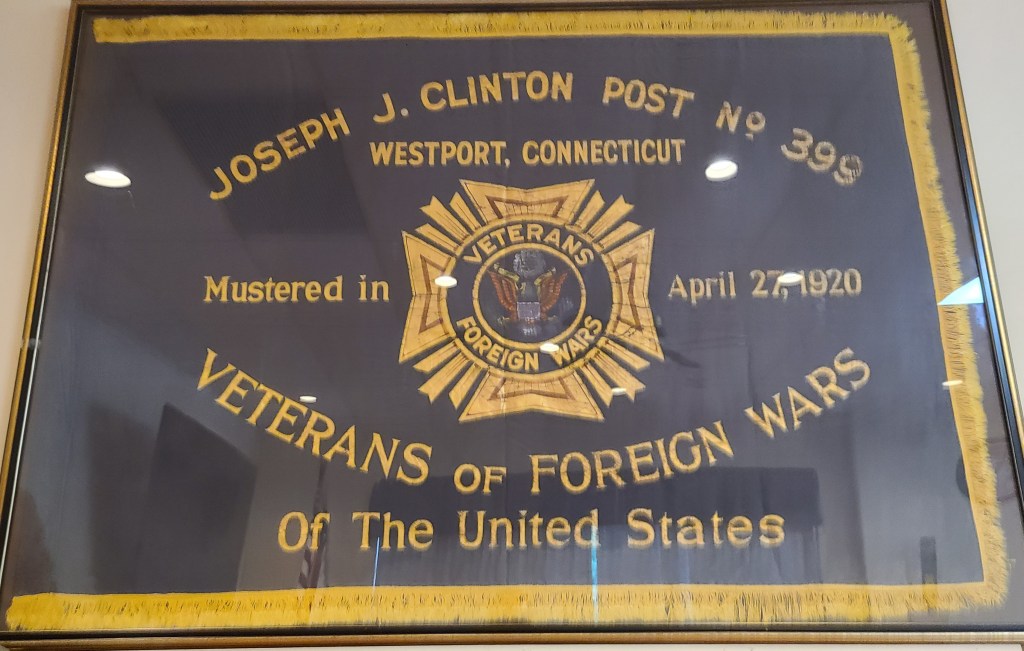 JOSEPH J. CLINTON POST No 399
WESTPORT, CONNECTICUT
VETERANS
FOREIGN WARS
Mustered in April 27, 1920
VETERANS OF FOREIGN WARS
Of The United States